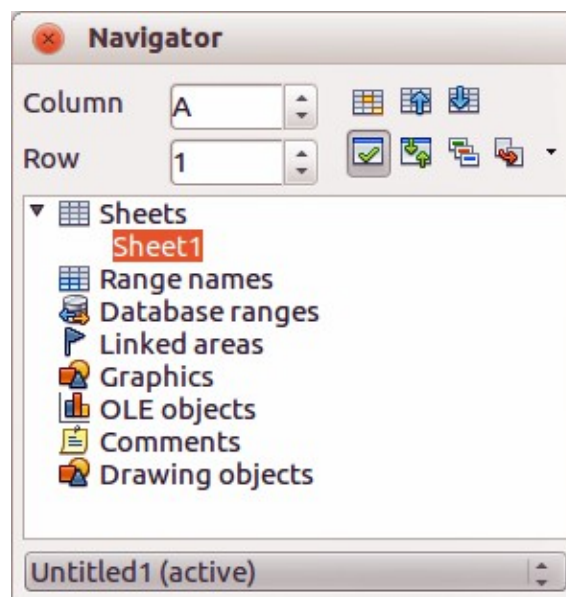 Navigator
Column A
Row 1
Sheets
Sheet1
Range names
Database ranges
Linked areas
Graphics
OLE objects
Comments
Drawing objects
Untitled1 (active)